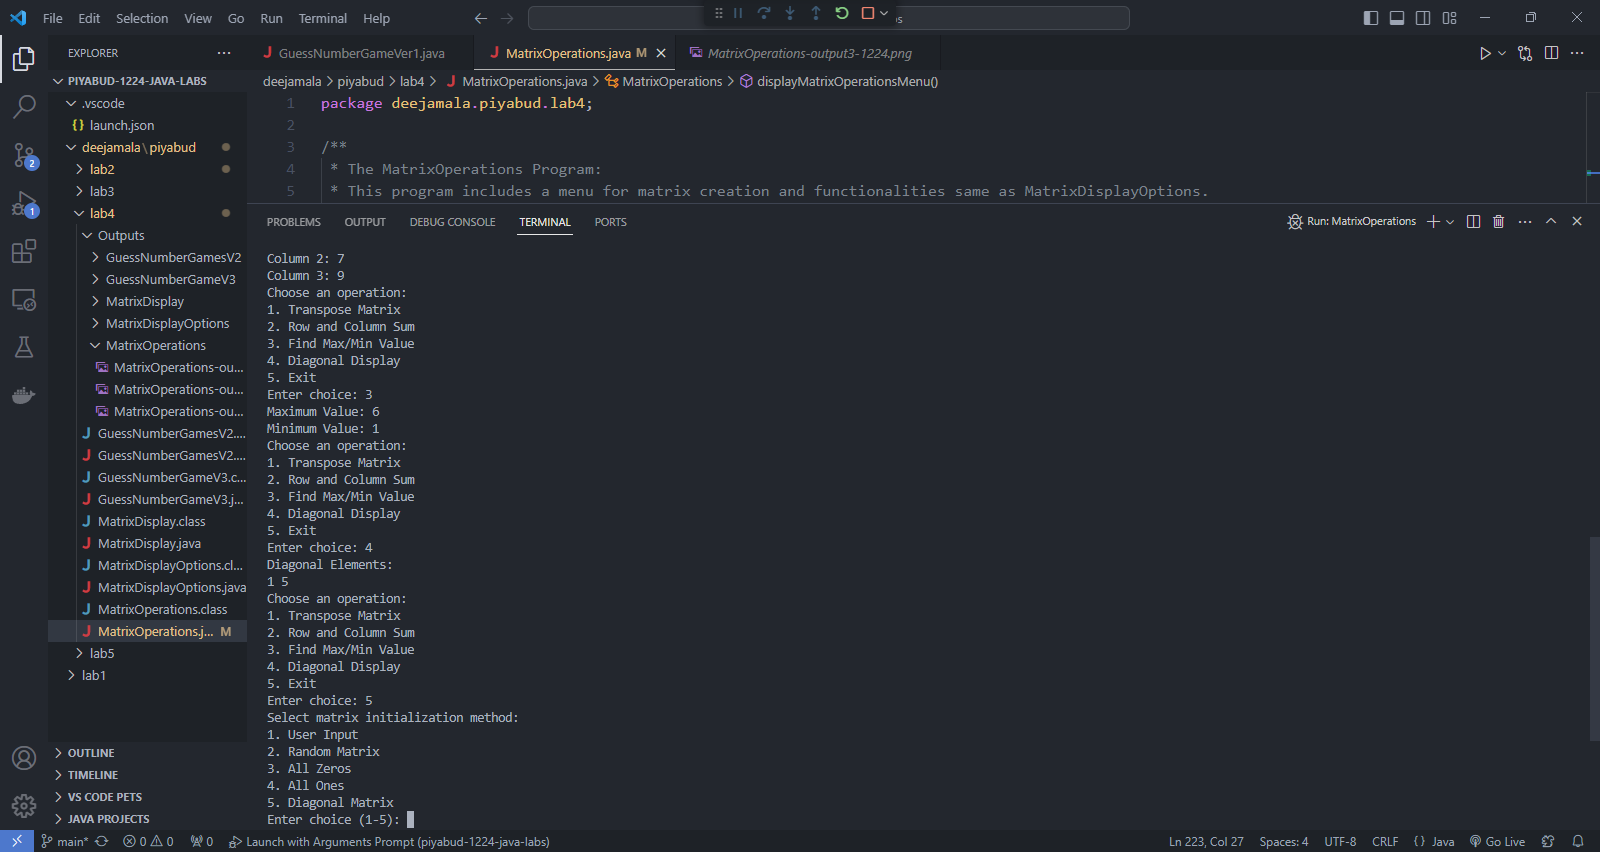 File Edit Selection View Go Run Terminal Help
EXPLORER
PIYABUD-1224-JAVA-LABS
.vscode
{} launch.json
deejamala\piyabud
lab2
lab3
lab4
Outputs
GuessNumberGamesV2
GuessNumberGameV3
MatrixDisplay
MatrixDisplayOptions
MatrixOperations
MatrixOperations-ou...
MatrixOperations-ou...
MatrixOperations-ou...
J GuessNumberGamesV2....
J GuessNumberGamesV2....
J GuessNumberGameV3.c...
J GuessNumberGameV3.j...
J MatrixDisplay.class
J MatrixDisplay.java
J MatrixDisplayOptions.cl...
J MatrixDisplayOptions.java
J MatrixOperations.class
J MatrixOperations.j... M
lab5
lab1
OUTLINE
TIMELINE
VS CODE PETS
JAVA PROJECTS
2
1
J GuessNumberGameVer1.java
J MatrixOperations.java M
MatrixOperations-output3-1224.png
deejamala > piyabud > lab4 > J MatrixOperations.java > MatrixOperations > displayMatrixOperationsMenu()
1 package deejamala.piyabud.lab4;
2
3 /**
4 * The MatrixOperations Program:
5 * This program includes a menu for matrix creation and functionalities same as MatrixDisplayOptions.
PROBLEMS OUTPUT DEBUG CONSOLE TERMINAL PORTS
Run: MatrixOperations
Column 2: 7
Column 3: 9
Choose an operation:
1. Transpose Matrix
2. Row and Column Sum
3. Find Max/Min Value
4. Diagonal Display
5. Exit
Enter choice: 3
Maximum Value: 6
Minimum Value: 1
Choose an operation:
1. Transpose Matrix
2. Row and Column Sum
3. Find Max/Min Value
4. Diagonal Display
5. Exit
Enter choice: 4
Diagonal Elements:
1 5
Choose an operation:
1. Transpose Matrix
2. Row and Column Sum
3. Find Max/Min Value
4. Diagonal Display
5. Exit
Enter choice: 5
Select matrix initialization method:
1. User Input
2. Random Matrix
3. All Zeros
4. All Ones
5. Diagonal Matrix
Enter choice (1-5):
main* 0 0 0 Launch with Arguments Prompt (piyabud-1224-java-labs) Ln 223, Col 27 Spaces: 4 UTF-8 CRLF {} Java Go Live